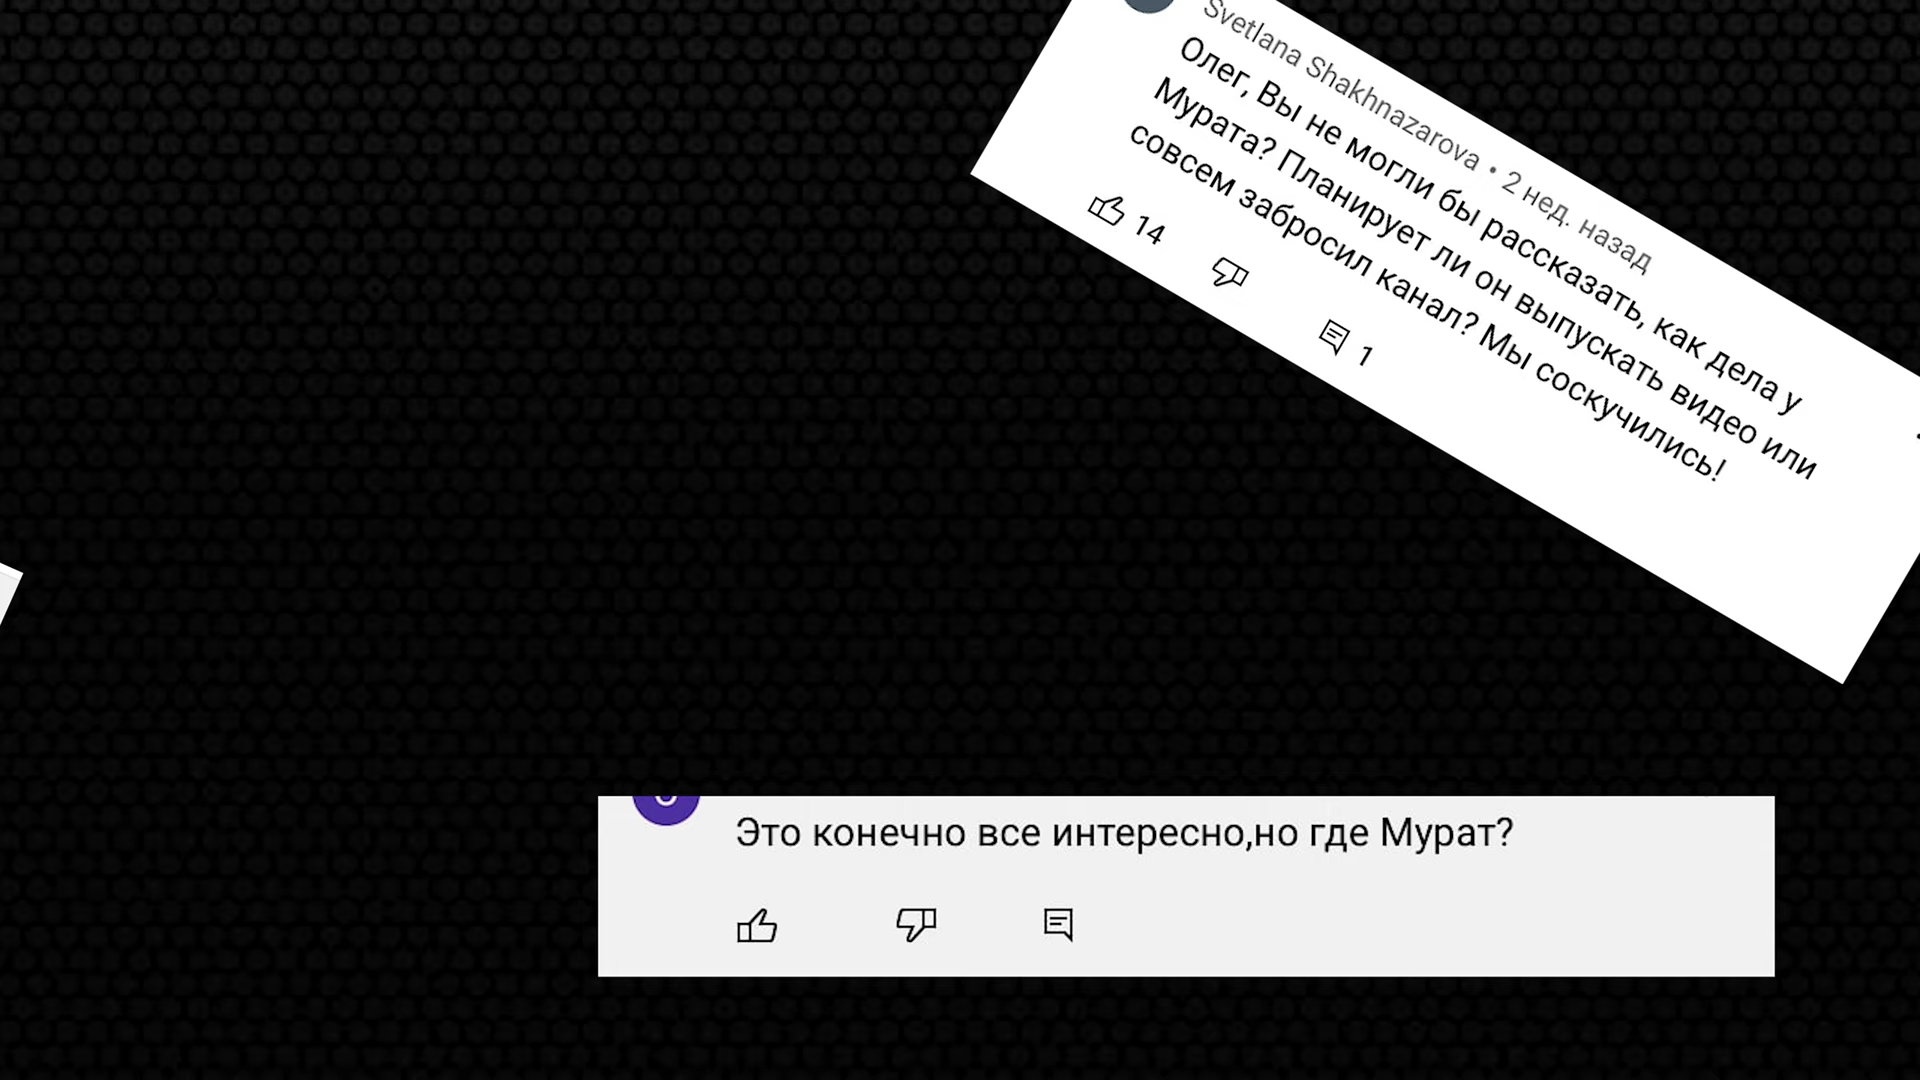 Svetlana Shakhnazarova • 2 нед. назад
Олег, Вы не могли бы рассказать, как дела у
Мурата? Планирует ли он выпускать видео или
совсем забросил канал? Мы соскучились!
14
1
Это конечно все интересно,но где Мурат?